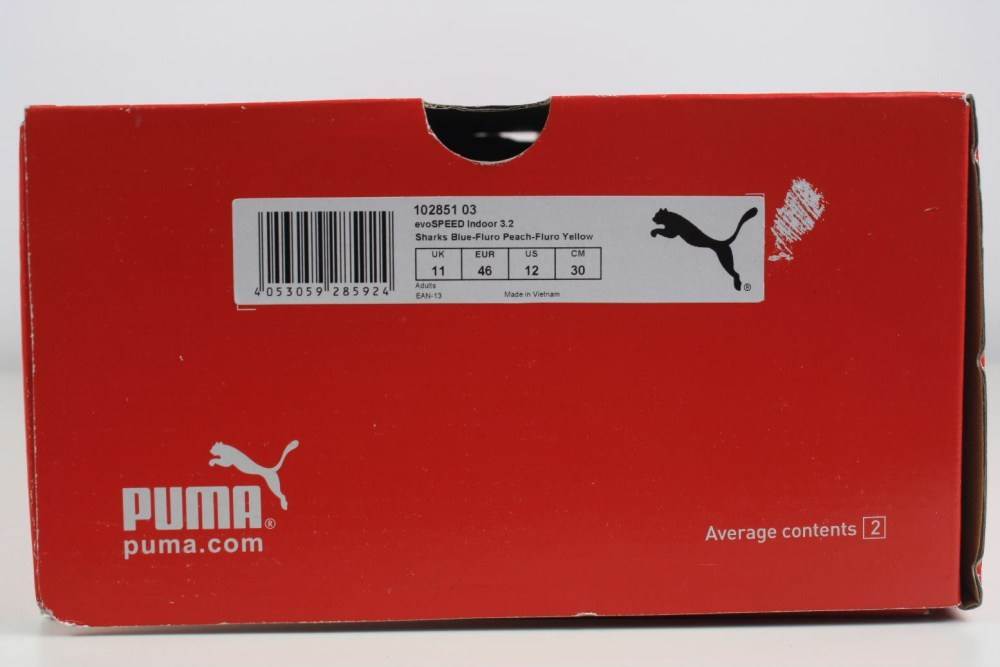 102851 03
evoSPEED Indoor 3.2
Sharks Blue-Fluro Peach-Fluro Yellow
UK EUR US CM
11 46 12 30
4 053059 285924
Adults
EAN-13 Made in Vietnam
®
PUMA®
puma.com
Average contents 2